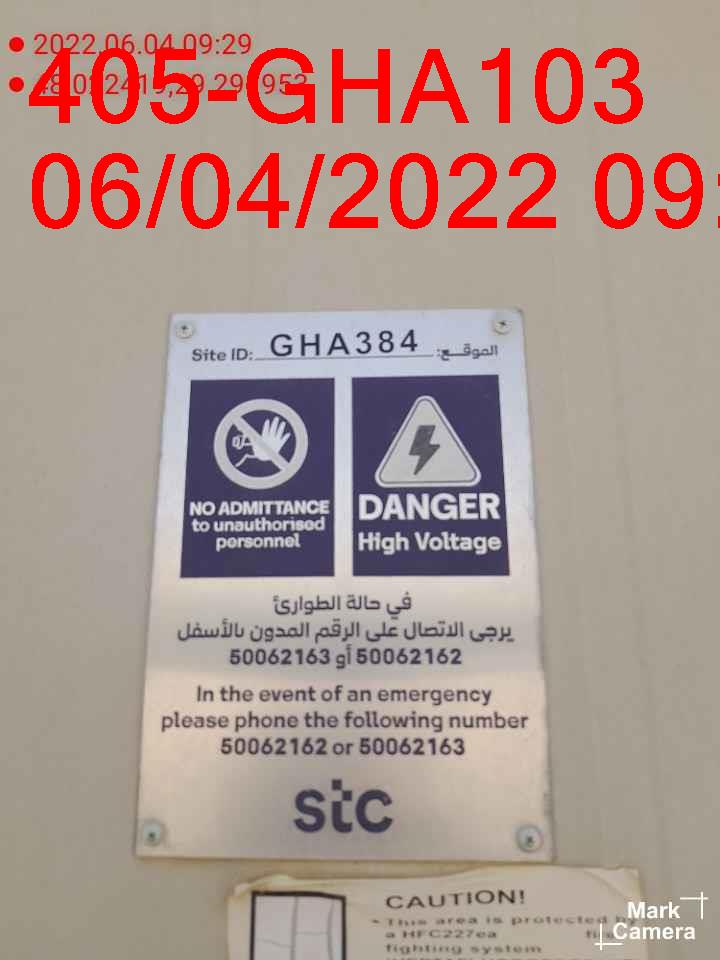 2022.06.04 09:29
405-GHA103
06/04/2022 09:
Site ID: GHA384 الموقع:
NO ADMITTANCE
to unauthorised
personnel
DANGER
High Voltage
في حالة الطوارئ
يرجى الاتصال على الرقم المدون بالأسفل
50062162 أو 50062163
In the event of an emergency
please phone the following number
50062162 or 50062163
stc
CAUTION!
This area is protected by
a HFC227ea
fighting system
Mark
Camera